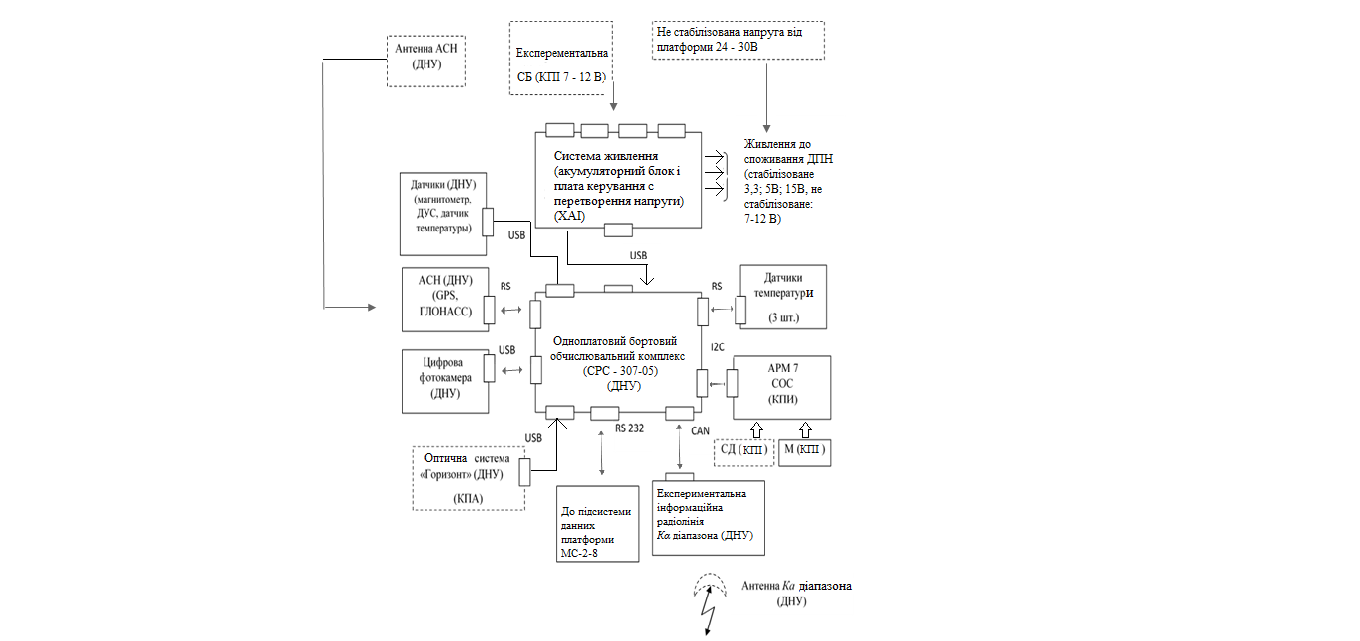 Антенна АСН
(ДНУ)
Експерементальна
СБ (КПІ 7 - 12 В)
Не стабілізована напруга від
платформи 24 - 30В
Система живлення
(акумуляторний блок і
плата керування с
перетворення напруги)
(ХАІ)
Живлення до
споживання ДПН
(стабілізоване
3,3; 5В; 15В, не
стабілізоване:
7-12 В)
Датчики (ДНУ)
(магнитометр,
ДУС, датчик
температуры)
USB
USB
АСН (ДНУ)
(GPS,
ГЛОНАСС)
RS
RS
Датчики
температури
(3 шт.)
Одноплатовий бортовий
обчислювальний комплекс
(СРС - 307-05)
(ДНУ)
Цифрова
фотокамера
(ДНУ)
USB
I2C
АРМ 7
СОС
(КПИ)
USB
RS 232
CAN
СД (КПІ )
М (КПІ )
Оптична система
«Горизонт» (ДНУ)
(КПА)
До підсистеми
данних
платформи
МС-2-8
Експериментальна
інформаційна
радіолінія
Ка діапазона (ДНУ)
Антенна Ка діапазона
(ДНУ)